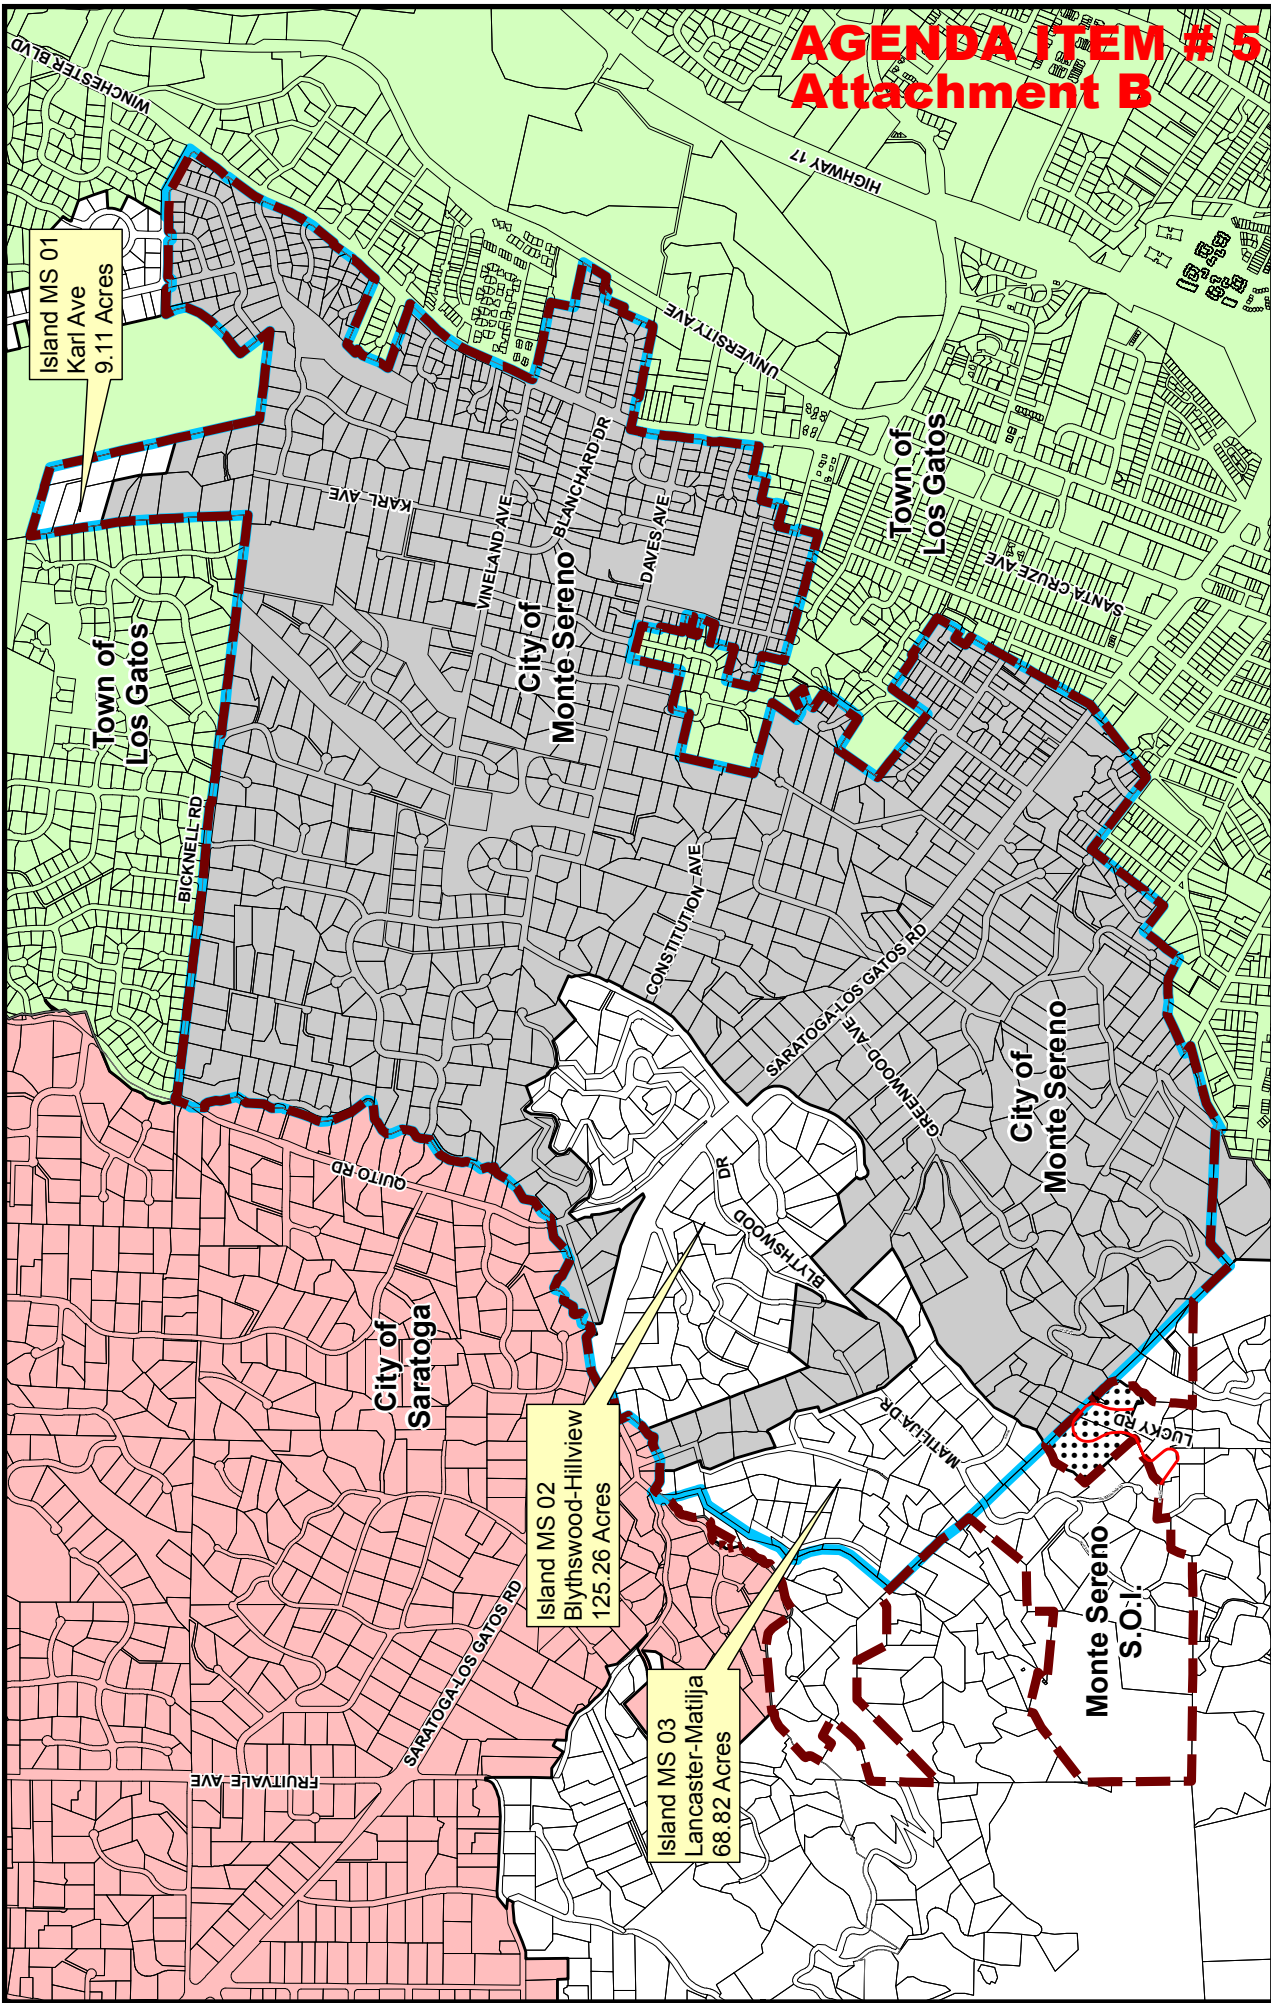 AGENDA ITEM # 5
Attachment B
WINCHESTER BLVD
HIGHWAY 17
Island MS 01
Karl Ave
9.11 Acres
UNIVERSITY AVE
KARL AVE
VINELAND AVE
BLANCHARD DR
DAVES AVE
Town of
Los Gatos
SANTA CRUZE AVE
City of
Monte Sereno
Town of
Los Gatos
BICKNELL RD
CONSTITUTION AVE
SARATOGA-LOS GATOS RD
GREENWOOD AVE
City of
Monte Sereno
QUITO RD
BLYTHSWOOD
DR
City of
Saratoga
Island MS 02
Blythswood-Hillview
125.26 Acres
MATILIJA DR
LUCKY RD
Monte Sereno
S.O.I.
SARATOGA-LOS GATOS RD
Island MS 03
Lancaster-Matilja
68.82 Acres
FRUITVALE AVE